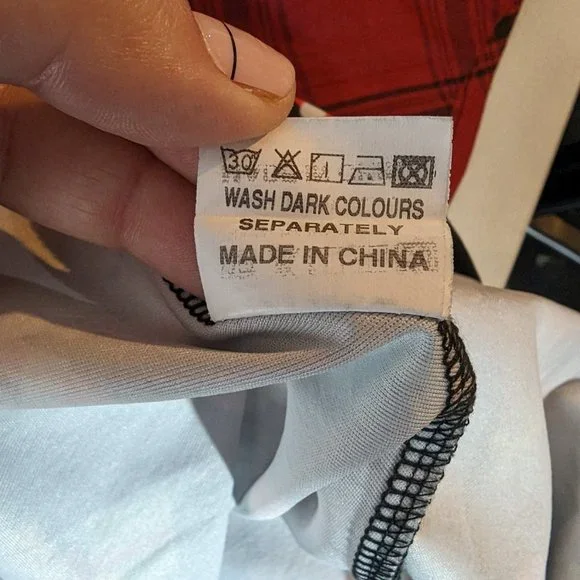 30
WASH DARK COLOURS
SEPARATELY
MADE IN CHINA